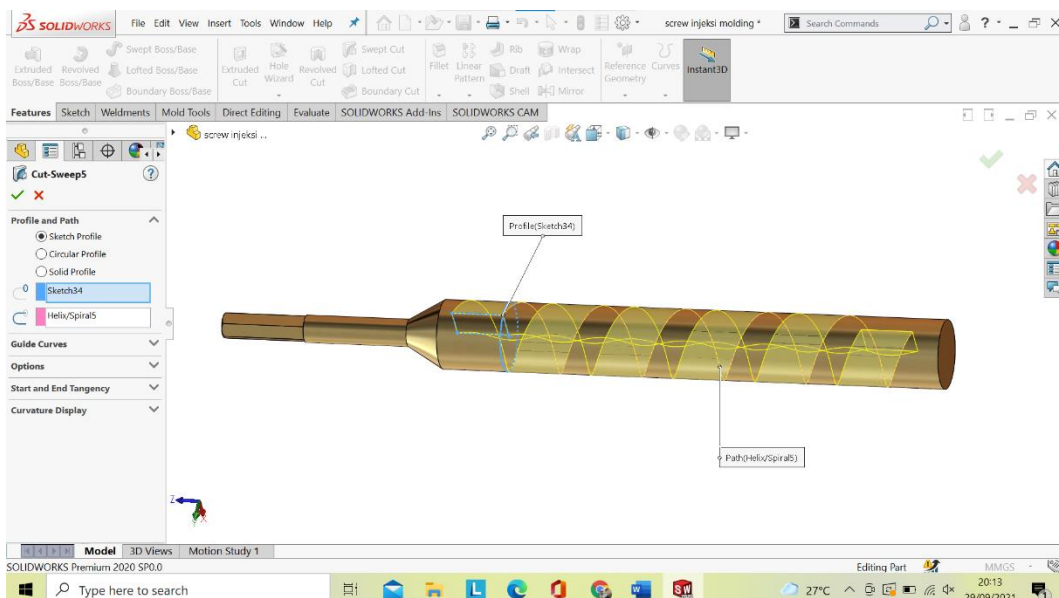 SOLIDWORKS File Edit View Insert Tools Window Help screw injeksi molding * Search Commands
Extruded Boss/Base Revolved Boss/Base Swept Boss/Base Lofted Boss/Base Boundary Boss/Base
Extruded Cut Hole Wizard Revolved Cut Swept Cut Lofted Cut Boundary Cut
Fillet Linear Pattern Rib Draft Shell Wrap Intersect Mirror Reference Geometry Curves Instant3D
Features Sketch Weldments Mold Tools Direct Editing Evaluate SOLIDWORKS Add-Ins SOLIDWORKS CAM
screw injeksi ..
Cut-Sweep5
Profile and Path
Sketch Profile
Circular Profile
Solid Profile
Sketch34
Helix/Spiral5
Guide Curves
Options
Start and End Tangency
Curvature Display
Profile(Sketch34)
Path(Helix/Spiral5)
Z
Model 3D Views Motion Study 1
SOLIDWORKS Premium 2020 SP0.0 Editing Part MMGS
Type here to search 27°C 20:13
29/09/2021